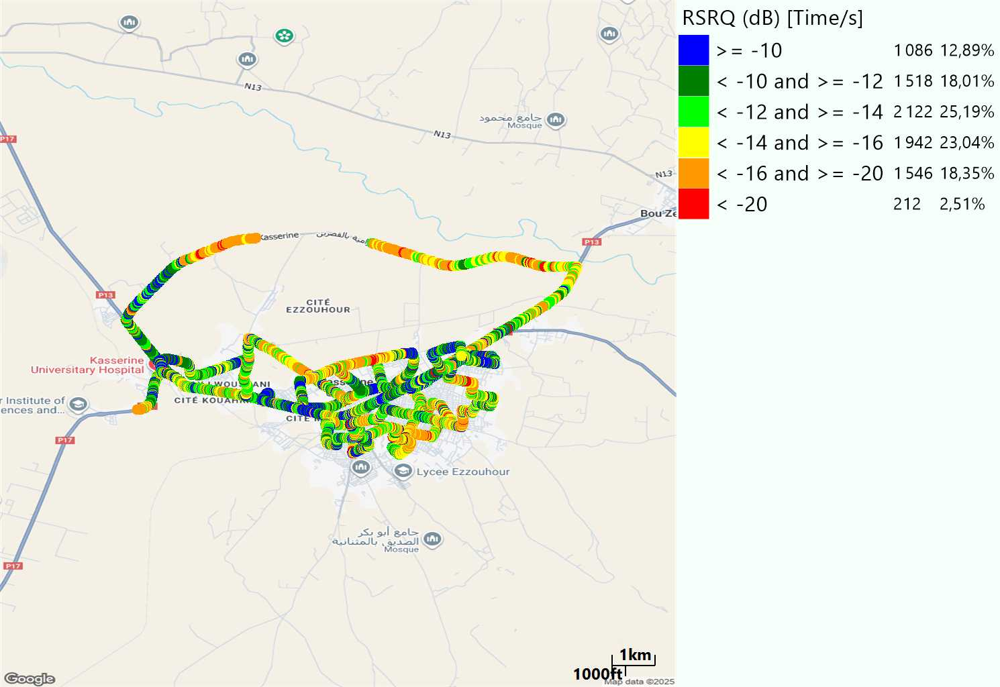 RSRQ (dB) [Time/s]
>= -10 1 086 12,89%
< -10 and >= -12 1 518 18,01%
< -12 and >= -14 2 122 25,19%
< -14 and >= -16 1 942 23,04%
< -16 and >= -20 1 546 18,35%
< -20 212 2,51%
N13
جامع محمود
Mosque
N13
P17
N13
Bou Ze
Kasserine
P13
P13
CITÉ
EZZOUHOUR
Kasserine
Universitary Hospital
CITÉ KOUAH
r Institute of
ences and...
CITÉ M
P17
Lycee Ezzouhour
جامع أبو بكر
الصديق بالمثنانية
Mosque
P17
1km
1000ft
Google
Map data ©2025